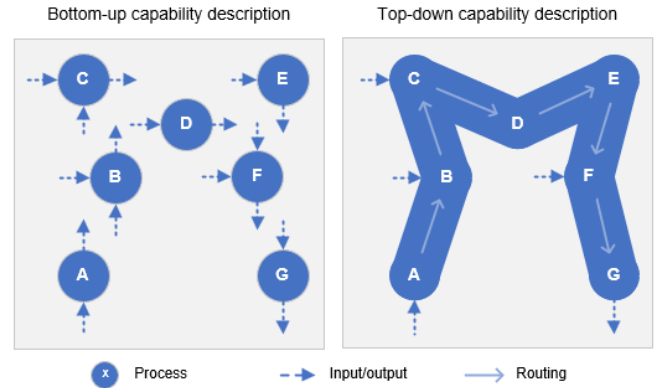 Bottom-up capability description
Top-down capability description
C
E
D
B
F
A
G
C
E
D
B
F
A
G
x
Process
Input/output
Routing